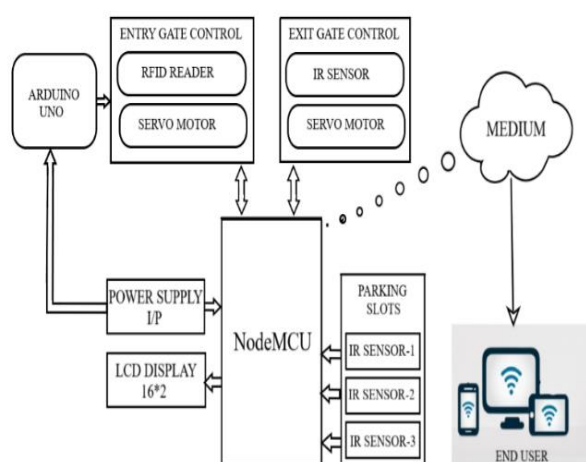 ENTRY GATE CONTROL
RFID READER
SERVO MOTOR
EXIT GATE CONTROL
IR SENSOR
SERVO MOTOR
ARDUINO
UNO
MEDIUM
POWER SUPPLY
I/P
NodeMCU
LCD DISPLAY
16*2
PARKING
SLOTS
IR SENSOR-1
IR SENSOR-2
IR SENSOR-3
END USER